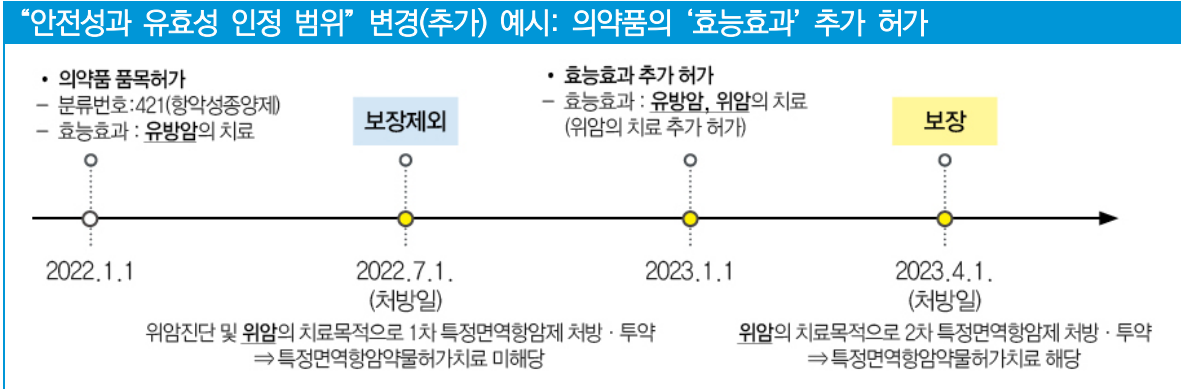 “안전성과 유효성 인정 범위” 변경(추가) 예시: 의약품의 ‘효능효과’ 추가 허가
• 의약품 품목허가
– 분류번호:421(항악성종양제)
– 효능효과 : 유방암의 치료
보장제외
• 효능효과 추가 허가
– 효능효과 : 유방암, 위암의 치료
(위암의 치료 추가 허가)
보장
2022.1.1
2022.7.1.
(처방일)
위암진단 및 위암의 치료목적으로 1차 특정면역항암제 처방 · 투약
⇒특정면역항암약물허가치료 미해당
2023.1.1
2023.4.1.
(처방일)
위암의 치료목적으로 2차 특정면역항암제 처방 · 투약
⇒특정면역항암약물허가치료 해당